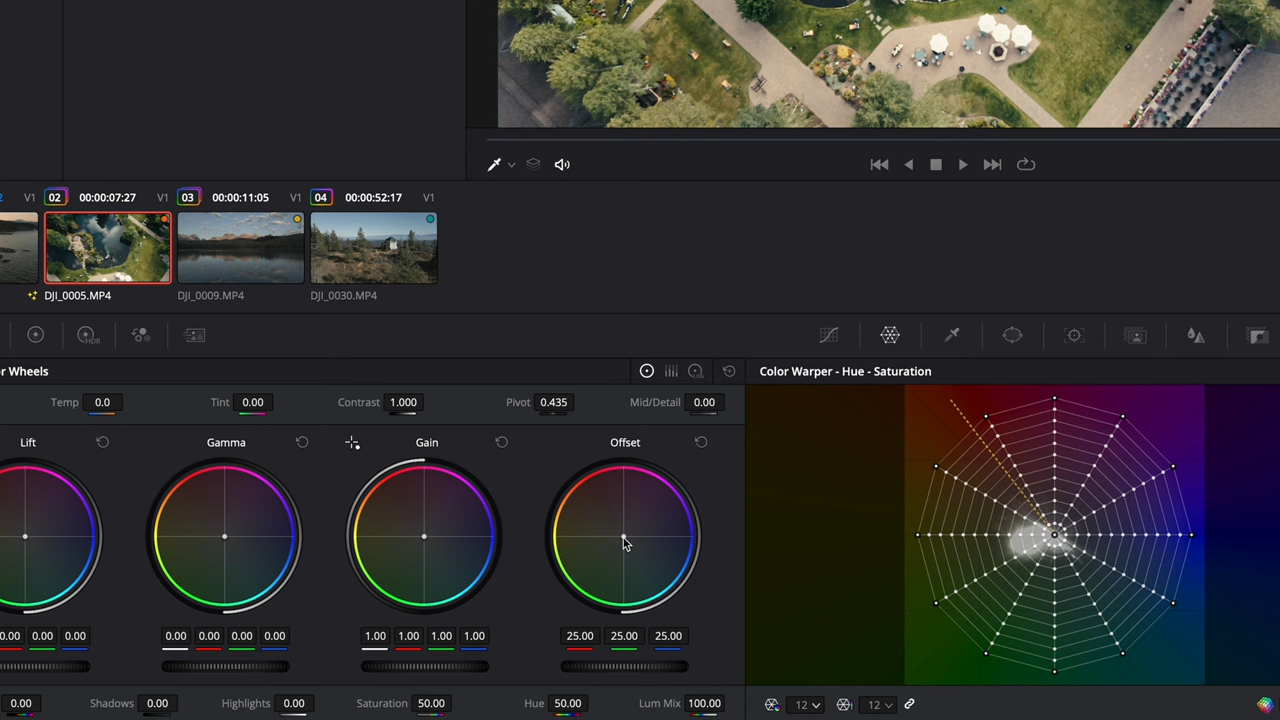 2 V1 02 00:00:07:27 V1 03 00:00:11:05 V1 04 00:00:52:17 V1
DJI_0005.MP4 DJI_0009.MP4 DJI_0030.MP4
HDR
r Wheels LOG Color Warper - Hue - Saturation
Temp 0.0 Tint 0.00 Contrast 1.000 Pivot 0.435 Mid/Detail 0.00
Lift Gamma Gain Offset
0.00 0.00 0.00 0.00 0.00 0.00 0.00 1.00 1.00 1.00 1.00 25.00 25.00 25.00
0.00 Shadows 0.00 Highlights 0.00 Saturation 50.00 Hue 50.00 Lum Mix 100.00 12 12